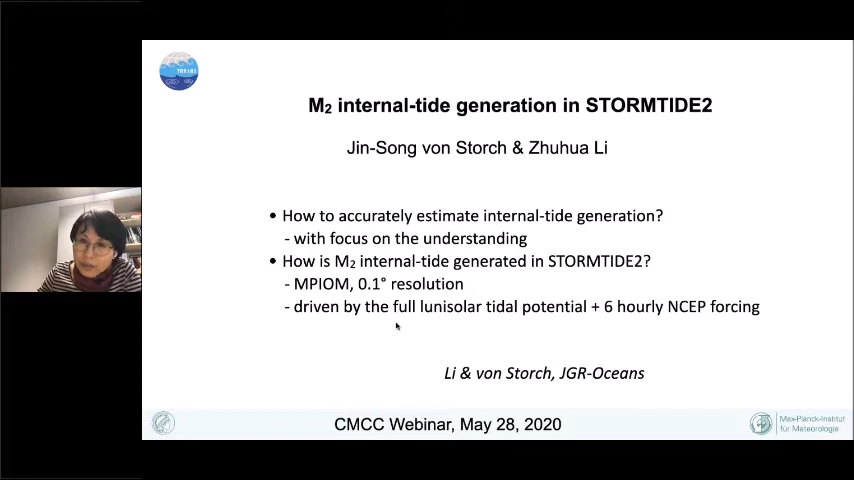 TRR 181
M2 internal-tide generation in STORMTIDE2
Jin-Song von Storch & Zhuhua Li
• How to accurately estimate internal-tide generation?
- with focus on the understanding
• How is M2 internal-tide generated in STORMTIDE2?
- MPIOM, 0.1° resolution
- driven by the full lunisolar tidal potential + 6 hourly NCEP forcing
Li & von Storch, JGR-Oceans
CMCC Webinar, May 28, 2020
Max-Planck-Institut
für Meteorologie